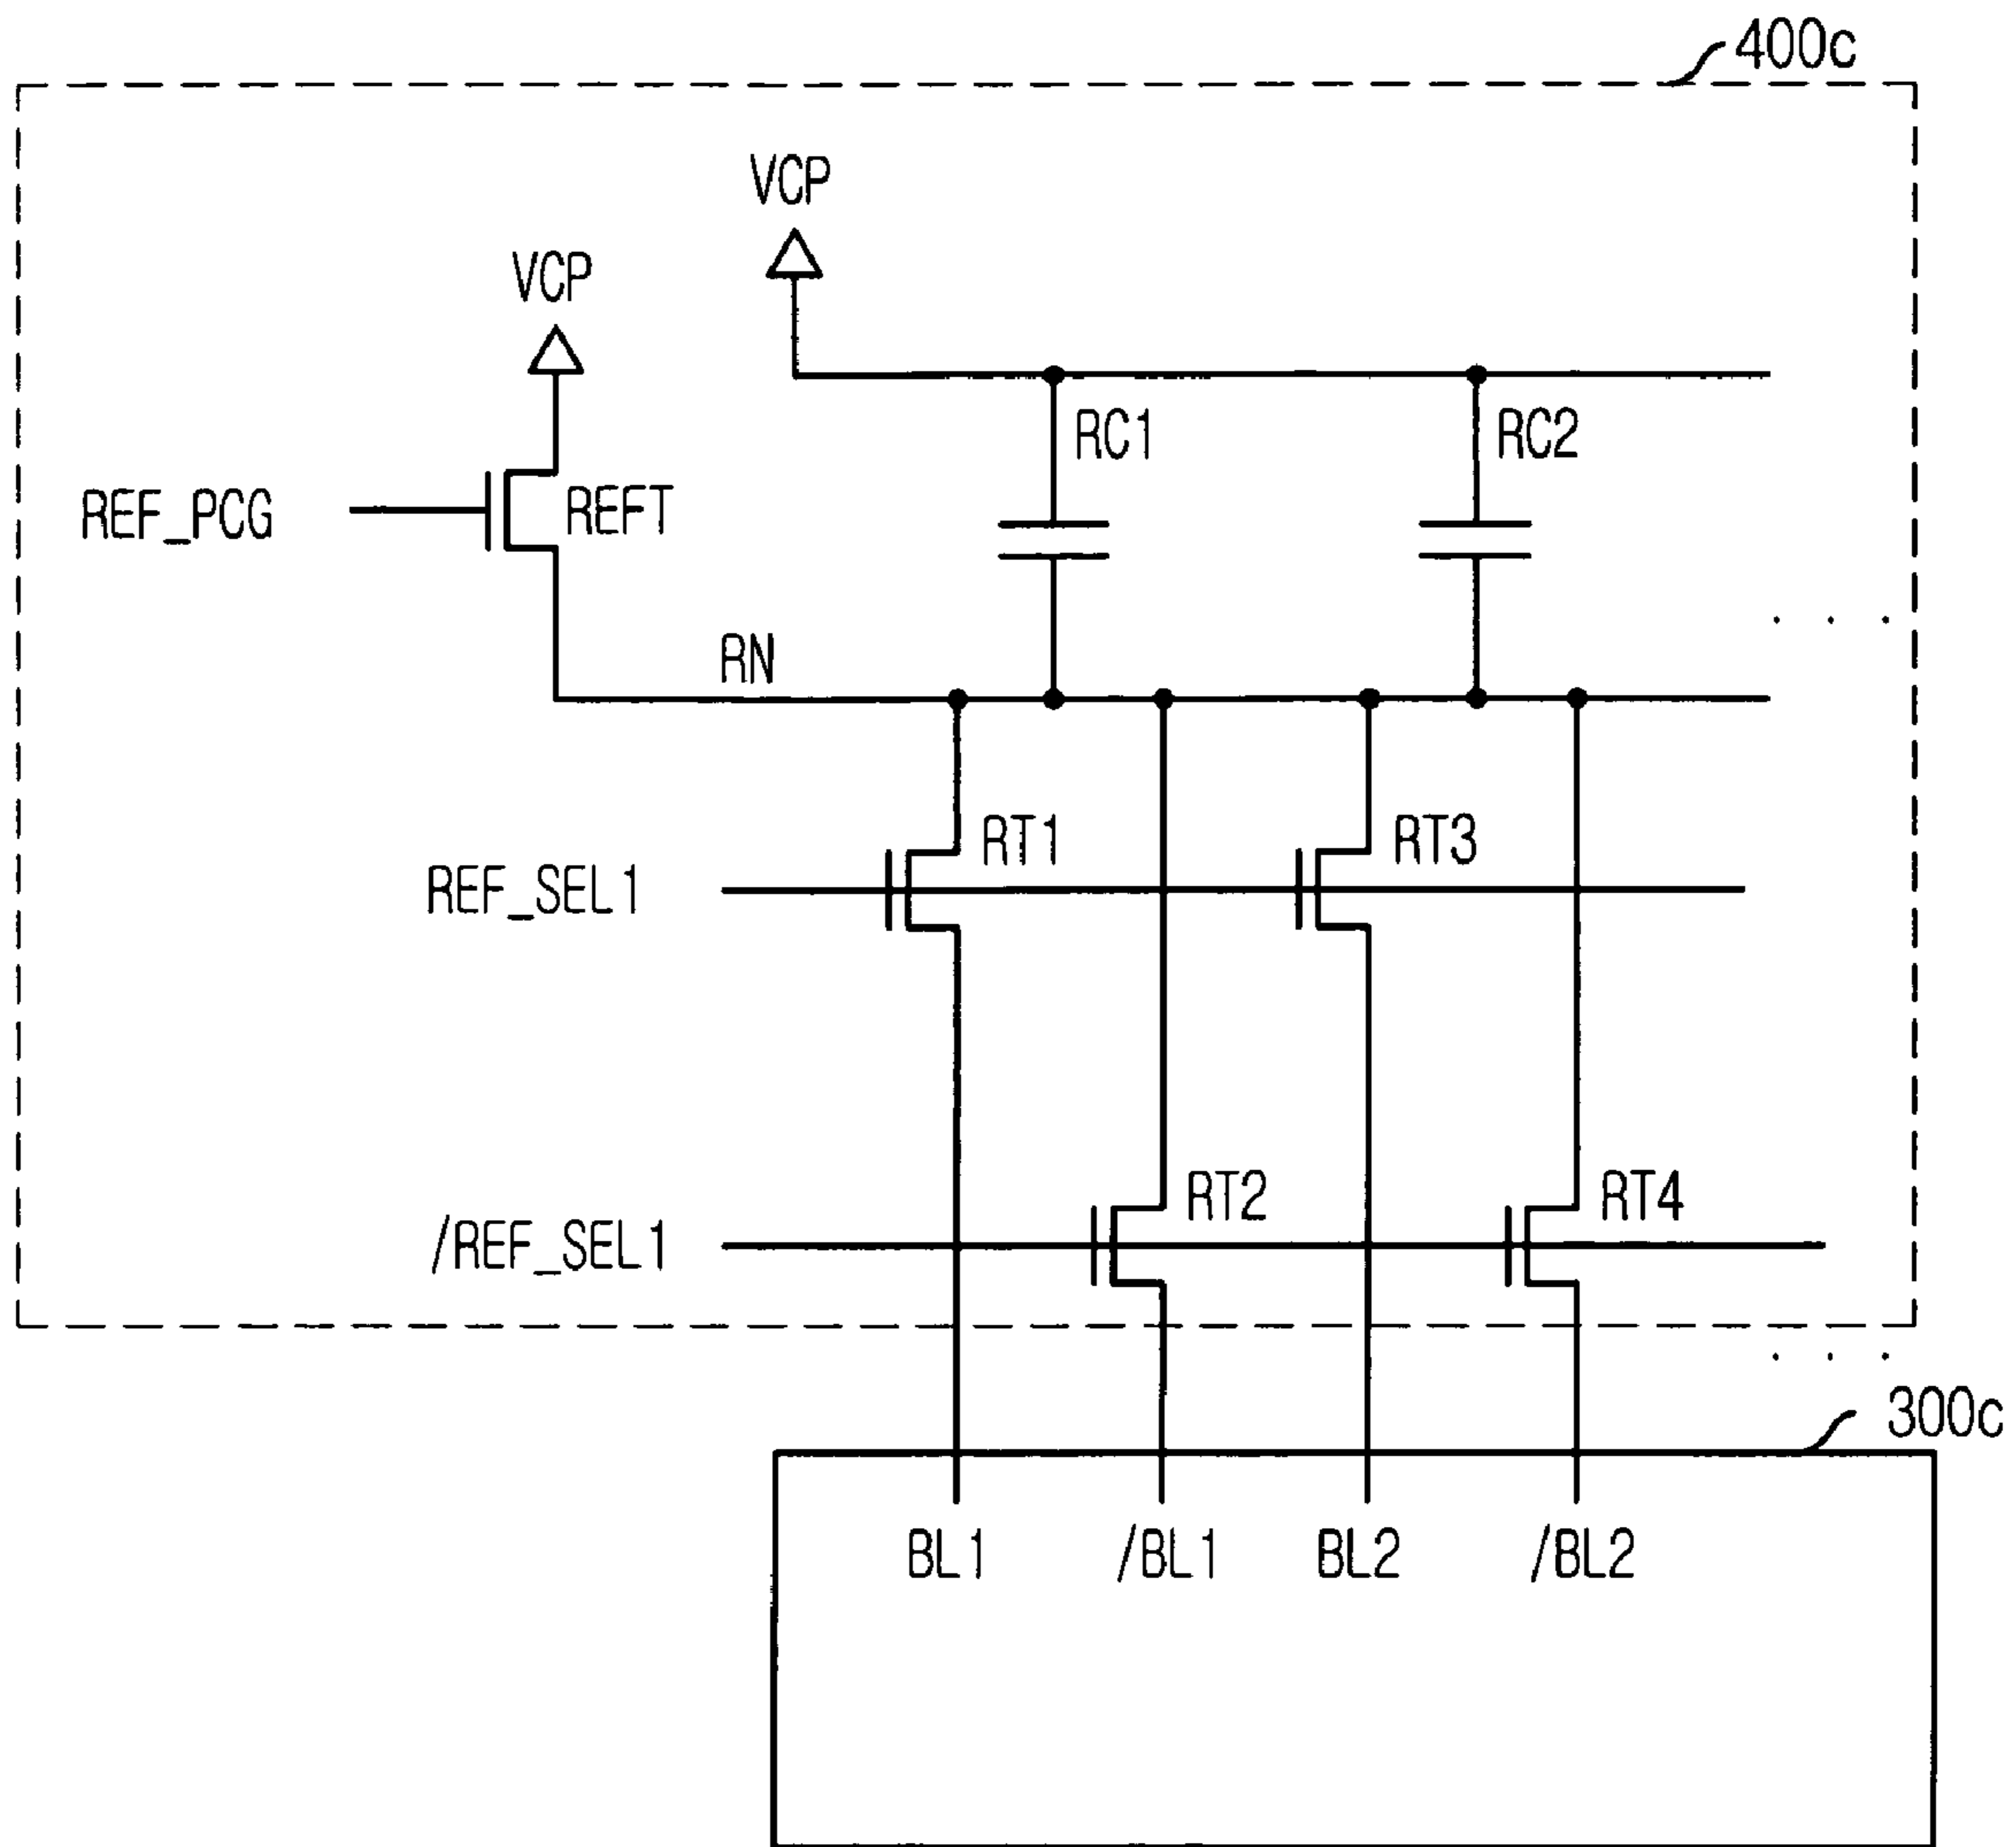 400c
VCP
VCP
RC1
RC2
REF_PCG
REFT
RN
RT1
RT3
REF_SEL1
RT2
RT4
/REF_SEL1
300c
BL1
/BL1
BL2
/BL2